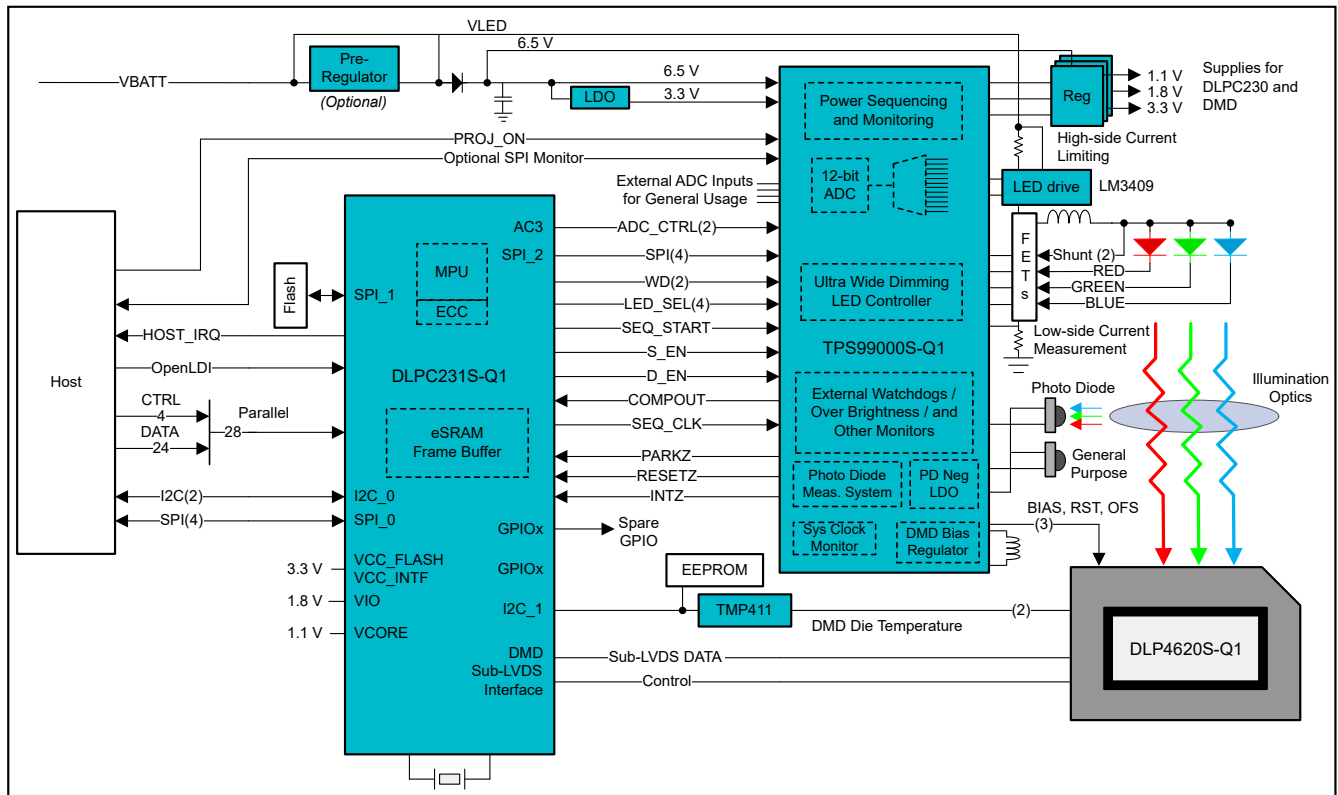 VLED
6.5 V
Pre-
Regulator
(Optional)
VBATT
6.5 V
3.3 V
LDO
Reg
1.1 V
1.8 V
3.3 V
Supplies for
DLPC230 and
DMD
High-side Current
Limiting
Power Sequencing
and Monitoring
PROJ_ON
Optional SPI Monitor
12-bit
ADC
External ADC Inputs
for General Usage
LED drive
LM3409
Host
Flash
SPI_1
HOST_IRQ
OpenLDI
CTRL
4
DATA
24
28
Parallel
I2C(2)
SPI(4)
I2C_0
SPI_0
3.3 V
VCC_FLASH
VCC_INTF
1.8 V
VIO
1.1 V
VCORE
AC3
SPI_2
MPU
ECC
DLPC231S-Q1
eSRAM
Frame Buffer
GPIOx
GPIOx
I2C_1
DMD
Sub-LVDS
Interface
ADC_CTRL(2)
SPI(4)
WD(2)
LED_SEL(4)
SEQ_START
S_EN
D_EN
COMPOUT
SEQ_CLK
PARKZ
RESETZ
INTZ
Spare
GPIO
EEPROM
TMP411
DMD Die Temperature
(2)
Sub-LVDS DATA
Control
Ultra Wide Dimming
LED Controller
TPS99000S-Q1
External Watchdogs /
Over Brightness / and
Other Monitors
Photo Diode
Meas. System
PD Neg
LDO
Sys Clock
Monitor
DMD Bias
Regulator
FETs
Shunt (2)
RED
GREEN
BLUE
Low-side Current
Measurement
Photo Diode
Illumination
Optics
General
Purpose
BIAS, RST, OFS
(3)
DLP4620S-Q1